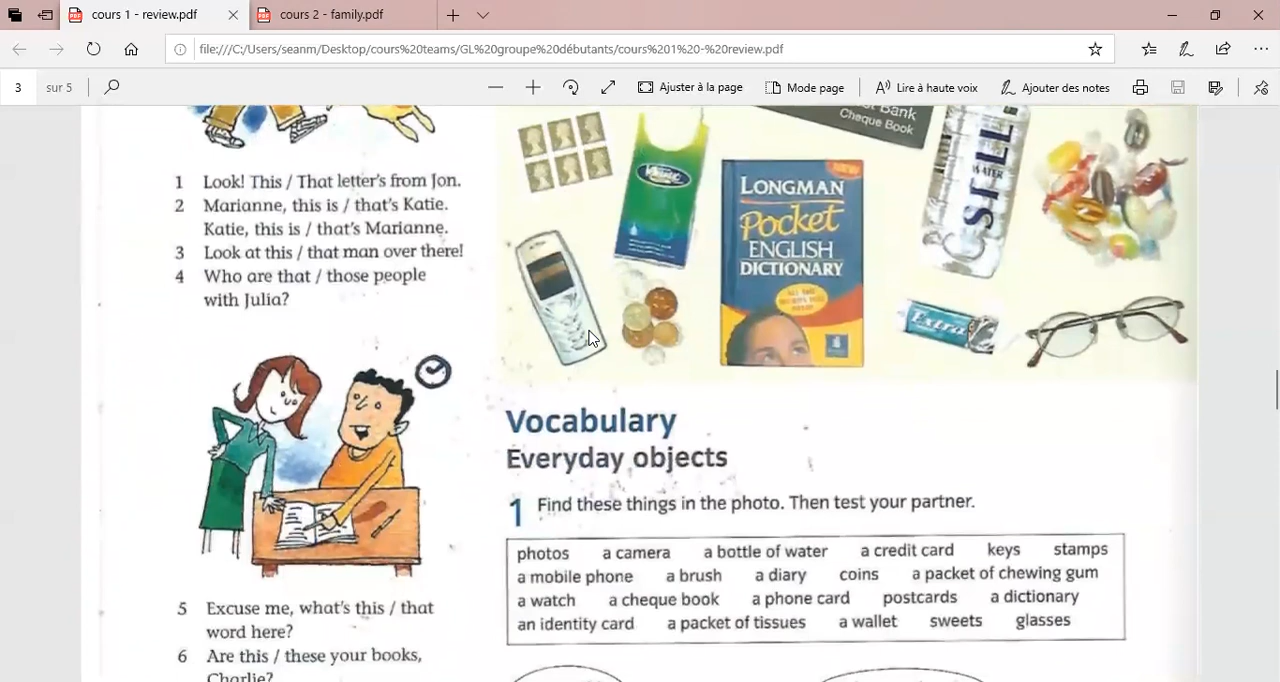 cours 1 - review.pdf
cours 2 - family.pdf
file:///C:/Users/seanm/Desktop/cours%20teams/GL%20groupe%20débutants/cours%201%20-%20review.pdf
3 sur 5
Ajuster à la page
Mode page
Lire à haute voix
Ajouter des notes
1 Look! This / That letter's from Jon.
2 Marianne, this is / that's Katie.
Katie, this is / that's Marianne.
3 Look at this / that man over there!
4 Who are that / those people
with Julia?
5 Excuse me, what's this / that
word here?
6 Are this / these your books,
Charlie?
Bank
Cheque Book
STILL
WATER
Kleenex
NEW
LONGMAN
Pocket
ENGLISH
DICTIONARY
Extra
Vocabulary
Everyday objects
1 Find these things in the photo. Then test your partner.
photos a camera a bottle of water a credit card keys stamps
a mobile phone a brush a diary coins a packet of chewing gum
a watch a cheque book a phone card postcards a dictionary
an identity card a packet of tissues a wallet sweets glasses